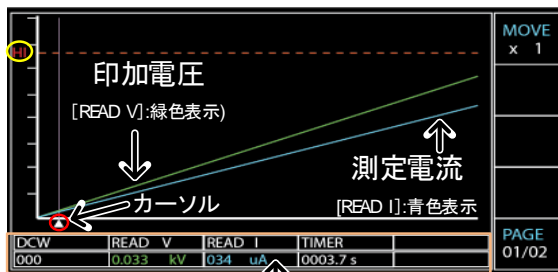 MOVE
x 1
HI
印加電圧
[READ V]:緑色表示)
測定電流
[READ I]:青色表示
カーソル
DCW READ V READ I TIMER
000 0.033 kV 034 uA 0003.7 s
PAGE
01/02